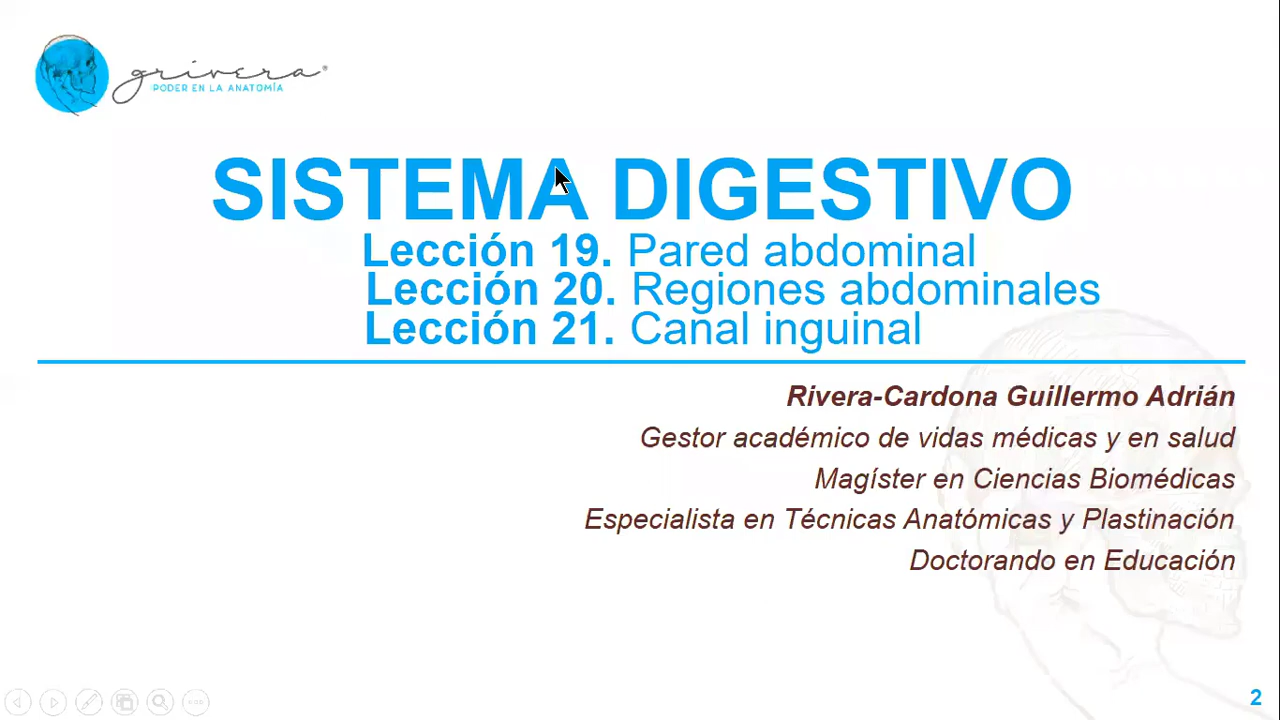 grivera®
PODER EN LA ANATOMÍA
SISTEMA DIGESTIVO
Lección 19. Pared abdominal
Lección 20. Regiones abdominales
Lección 21. Canal inguinal
Rivera-Cardona Guillermo Adrián
Gestor académico de vidas médicas y en salud
Magíster en Ciencias Biomédicas
Especialista en Técnicas Anatómicas y Plastinación
Doctorando en Educación
2